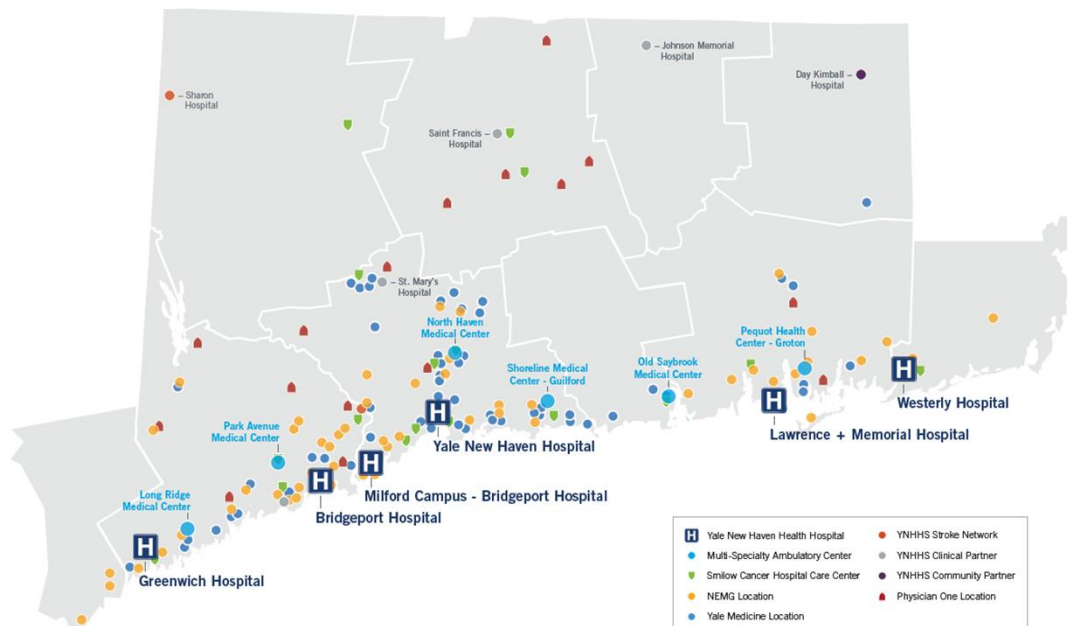 – Johnson Memorial
Hospital
Day Kimball –
Hospital
– Sharon
Hospital
Saint Francis –
Hospital
– St. Mary's
Hospital
North Haven
Medical Center
Shoreline Medical
Center - Guilford
Old Saybrook
Medical Center
Pequot Health
Center - Groton
H
Westerly Hospital
H
Lawrence + Memorial Hospital
H
Yale New Haven Hospital
Park Avenue
Medical Center
H
Milford Campus - Bridgeport Hospital
H
Bridgeport Hospital
Long Ridge
Medical Center
H
Greenwich Hospital
H Yale New Haven Health Hospital
Multi-Specialty Ambulatory Center
Smilow Cancer Hospital Care Center
NEMG Location
Yale Medicine Location
YNHHS Stroke Network
YNHHS Clinical Partner
YNHHS Community Partner
Physician One Location